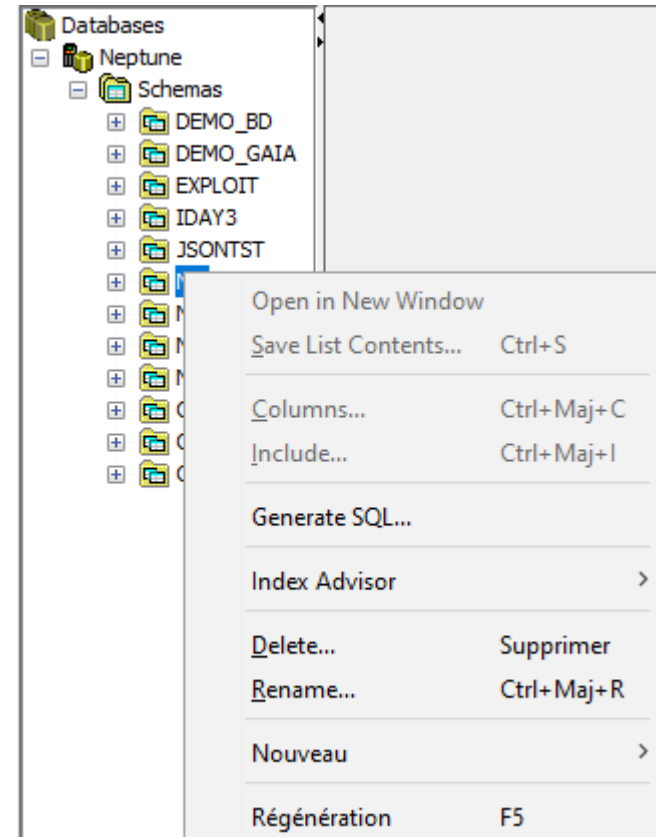 Databases
Neptune
Schemas
DEMO_BD
DEMO_GAIA
EXPLOIT
IDAY3
JSONTST
Open in New Window
Save List Contents... Ctrl+S
Columns... Ctrl+Maj+C
Include... Ctrl+Maj+I
Generate SQL...
Index Advisor
Delete... Supprimer
Rename... Ctrl+Maj+R
Nouveau
Régénération F5